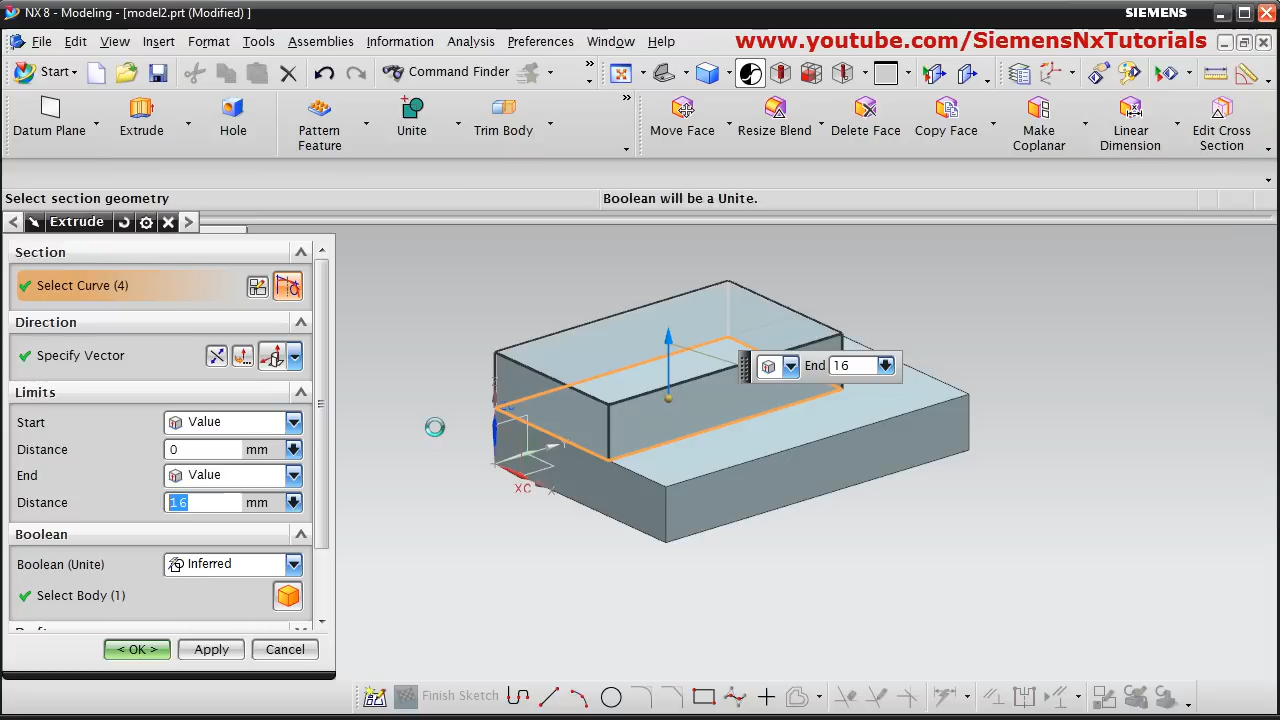 NX 8 - Modeling - [model2.prt (Modified) ]
SIEMENS
File Edit View Insert Format Tools Assemblies Information Analysis Preferences Window Help
www.youtube.com/SiemensNxTutorials
Start
Command Finder
Datum Plane
Extrude
Hole
Pattern Feature
Unite
Trim Body
Move Face
Resize Blend
Delete Face
Copy Face
Make Coplanar
Linear Dimension
Edit Cross Section
Select section geometry
Boolean will be a Unite.
Extrude
Section
Select Curve (4)
Direction
Specify Vector
Limits
Start Value
Distance 0 mm
End Value
Distance 16 mm
Boolean
Boolean (Unite) Inferred
Select Body (1)
< OK > Apply Cancel
End 16
XC
X
Finish Sketch